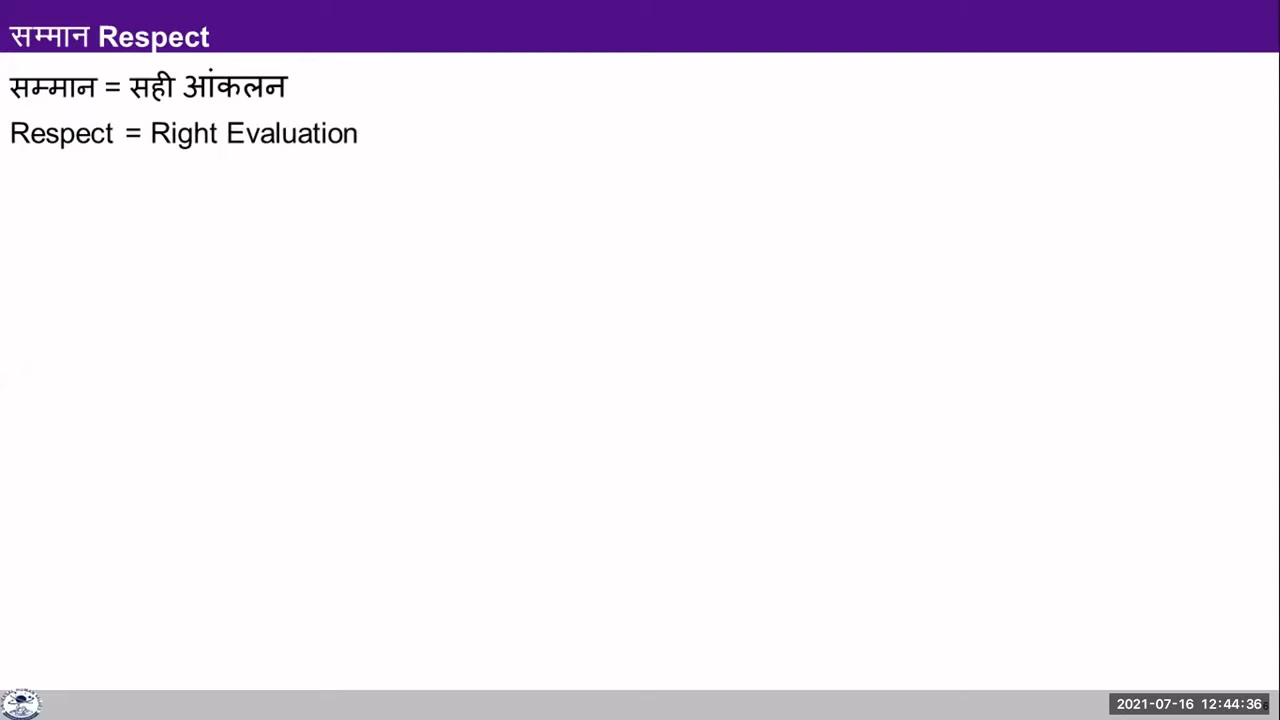 सम्मान Respect
सम्मान = सही आंकलन
Respect = Right Evaluation
2021-07-16 12:44:36